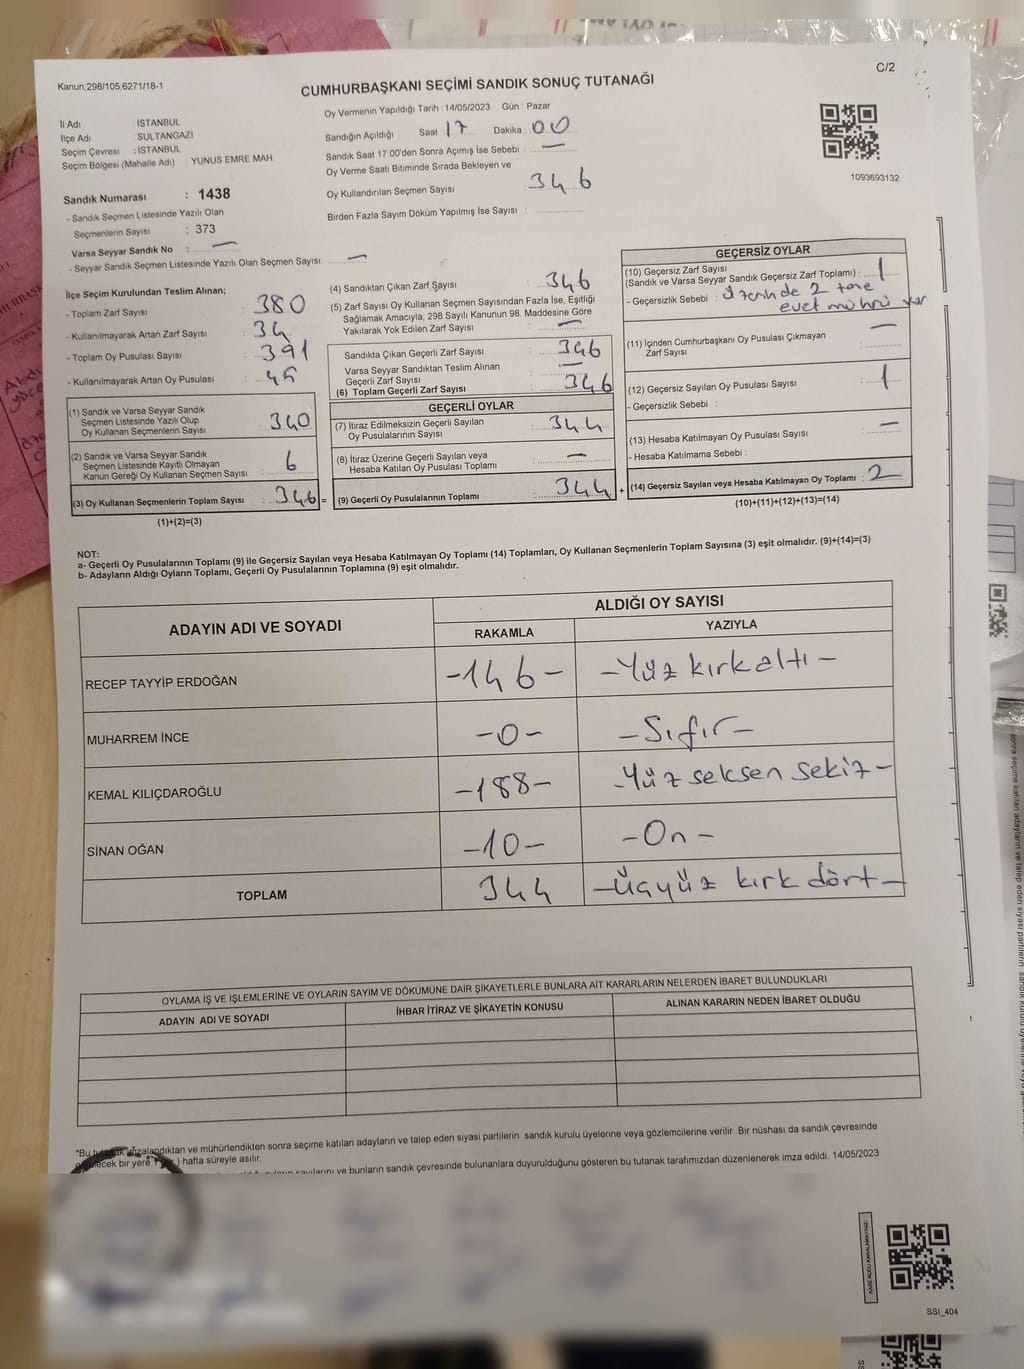 Kanun;298/105,6271/18-1
C/2
CUMHURBAŞKANI SEÇİMİ SANDIK SONUÇ TUTANAĞI
İl Adı : İSTANBUL
İlçe Adı : SULTANGAZİ
Seçim Çevresi : İSTANBUL
Seçim Bölgesi (Mahalle Adı) : YUNUS EMRE MAH
Sandık Numarası : 1438
- Sandık Seçmen Listesinde Yazılı Olan
Seçmenlerin Sayısı : 373
Varsa Seyyar Sandık No : —
- Seyyar Sandık Seçmen Listesinde Yazılı Olan Seçmen Sayısı: —
Oy Vermenin Yapıldığı Tarih : 14/05/2023 Gün : Pazar
Sandığın Açıldığı Saat 17 Dakika : 00
Sandık Saat 17:00'den Sonra Açımış İse Sebebi : —
Oy Verme Saati Bitiminde Sırada Bekleyen ve
Oy Kullandırılan Seçmen Sayısı : 346
Birden Fazla Sayım Döküm Yapılmış İse Sayısı :
1093693132
İlçe Seçim Kurulundan Teslim Alınan;
- Toplam Zarf Sayısı : 380
- Kullanılmayarak Artan Zarf Sayısı : 34
- Toplam Oy Pusulası Sayısı : 391
- Kullanılmayarak Artan Oy Pusulası : 45
(1) Sandık ve Varsa Seyyar Sandık
Seçmen Listesinde Yazılı Olup
Oy Kullanan Seçmenlerin Sayısı : 340
(2) Sandık ve Varsa Seyyar Sandık
Seçmen Listesinde Kayıtlı Olmayan
Kanun Gereği Oy Kullanan Seçmen Sayısı : 6
(3) Oy Kullanan Seçmenlerin Toplam Sayısı : 346 =
(1)+(2)=(3)
(4) Sandıktan Çıkan Zarf Sayısı : 346
(5) Zarf Sayısı Oy Kullanan Seçmen Sayısından Fazla İse, Eşitliği
Sağlamak Amacıyla, 298 Sayılı Kanunun 98. Maddesine Göre
Yakılarak Yok Edilen Zarf Sayısı : —
Sandıkta Çıkan Geçerli Zarf Sayısı : 346
Varsa Seyyar Sandıktan Teslim Alınan
Geçerli Zarf Sayısı : —
(6) Toplam Geçerli Zarf Sayısı : 346
GEÇERLİ OYLAR
(7) İtiraz Edilmeksizin Geçerli Sayılan
Oy Pusulalarının Sayısı : 344
(8) İtiraz Üzerine Geçerli Sayılan veya
Hesaba Katılan Oy Pusulası Toplamı : —
(9) Geçerli Oy Pusulalarının Toplamı : 344 +
GEÇERSİZ OYLAR
(10) Geçersiz Zarf Sayısı
(Sandık ve Varsa Seyyar Sandık Geçersiz Zarf Toplamı) : 1
- Geçersizlik Sebebi : üzerinde 2 tane
evet mührü var
(11) İçinden Cumhurbaşkanı Oy Pusulası Çıkmayan
Zarf Sayısı : —
(12) Geçersiz Sayılan Oy Pusulası Sayısı : 1
- Geçersizlik Sebebi :
(13) Hesaba Katılmayan Oy Pusulası Sayısı : —
- Hesaba Katılmama Sebebi :
(14) Geçersiz Sayılan veya Hesaba Katılmayan Oy Toplamı : 2
(10)+(11)+(12)+(13)=(14)
NOT:
a- Geçerli Oy Pusulalarının Toplamı (9) ile Geçersiz Sayılan veya Hesaba Katılmayan Oy Toplamı (14) Toplamları, Oy Kullanan Seçmenlerin Toplam Sayısına (3) eşit olmalıdır. (9)+(14)=(3)
b- Adayların Aldığı Oyların Toplamı, Geçerli Oy Pusulalarının Toplamına (9) eşit olmalıdır.
ADAYIN ADI VE SOYADI
ALDIĞI OY SAYISI
RAKAMLA YAZIYLA
RECEP TAYYİP ERDOĞAN -146- -Yüz kırk altı-
MUHARREM İNCE -0- -Sıfır-
KEMAL KILIÇDAROĞLU -188- -Yüz seksen sekiz-
SİNAN OĞAN -10- -On-
TOPLAM 344 -Üçyüz kırk dört-
OYLAMA İŞ VE İŞLEMLERİNE VE OYLARIN SAYIM VE DÖKÜMÜNE DAİR ŞİKAYETLERLE BUNLARA AİT KARARLARIN NELERDEN İBARET BULUNDUKLARI
ADAYIN ADI VE SOYADI İHBAR İTİRAZ VE ŞİKAYETİN KONUSU ALINAN KARARIN NEDEN İBARET OLDUĞU
*Bu imzalandıktan ve mühürlendikten sonra seçime katılan adayların ve talep eden siyasi partilerin sandık kurulu üyelerine veya gözlemcilerine verilir. Bir nüshası da sandık çevresinde
bir yere hafta süreyle asılır.
sayılarını ve bunların sandık çevresinde bulunanlara duyurulduğunu gösteren bu tutanak tarafımızdan düzenlenerek imza edildi. 14/05/2023
KARE KODU KARALAMAYINIZ!
SSI_404